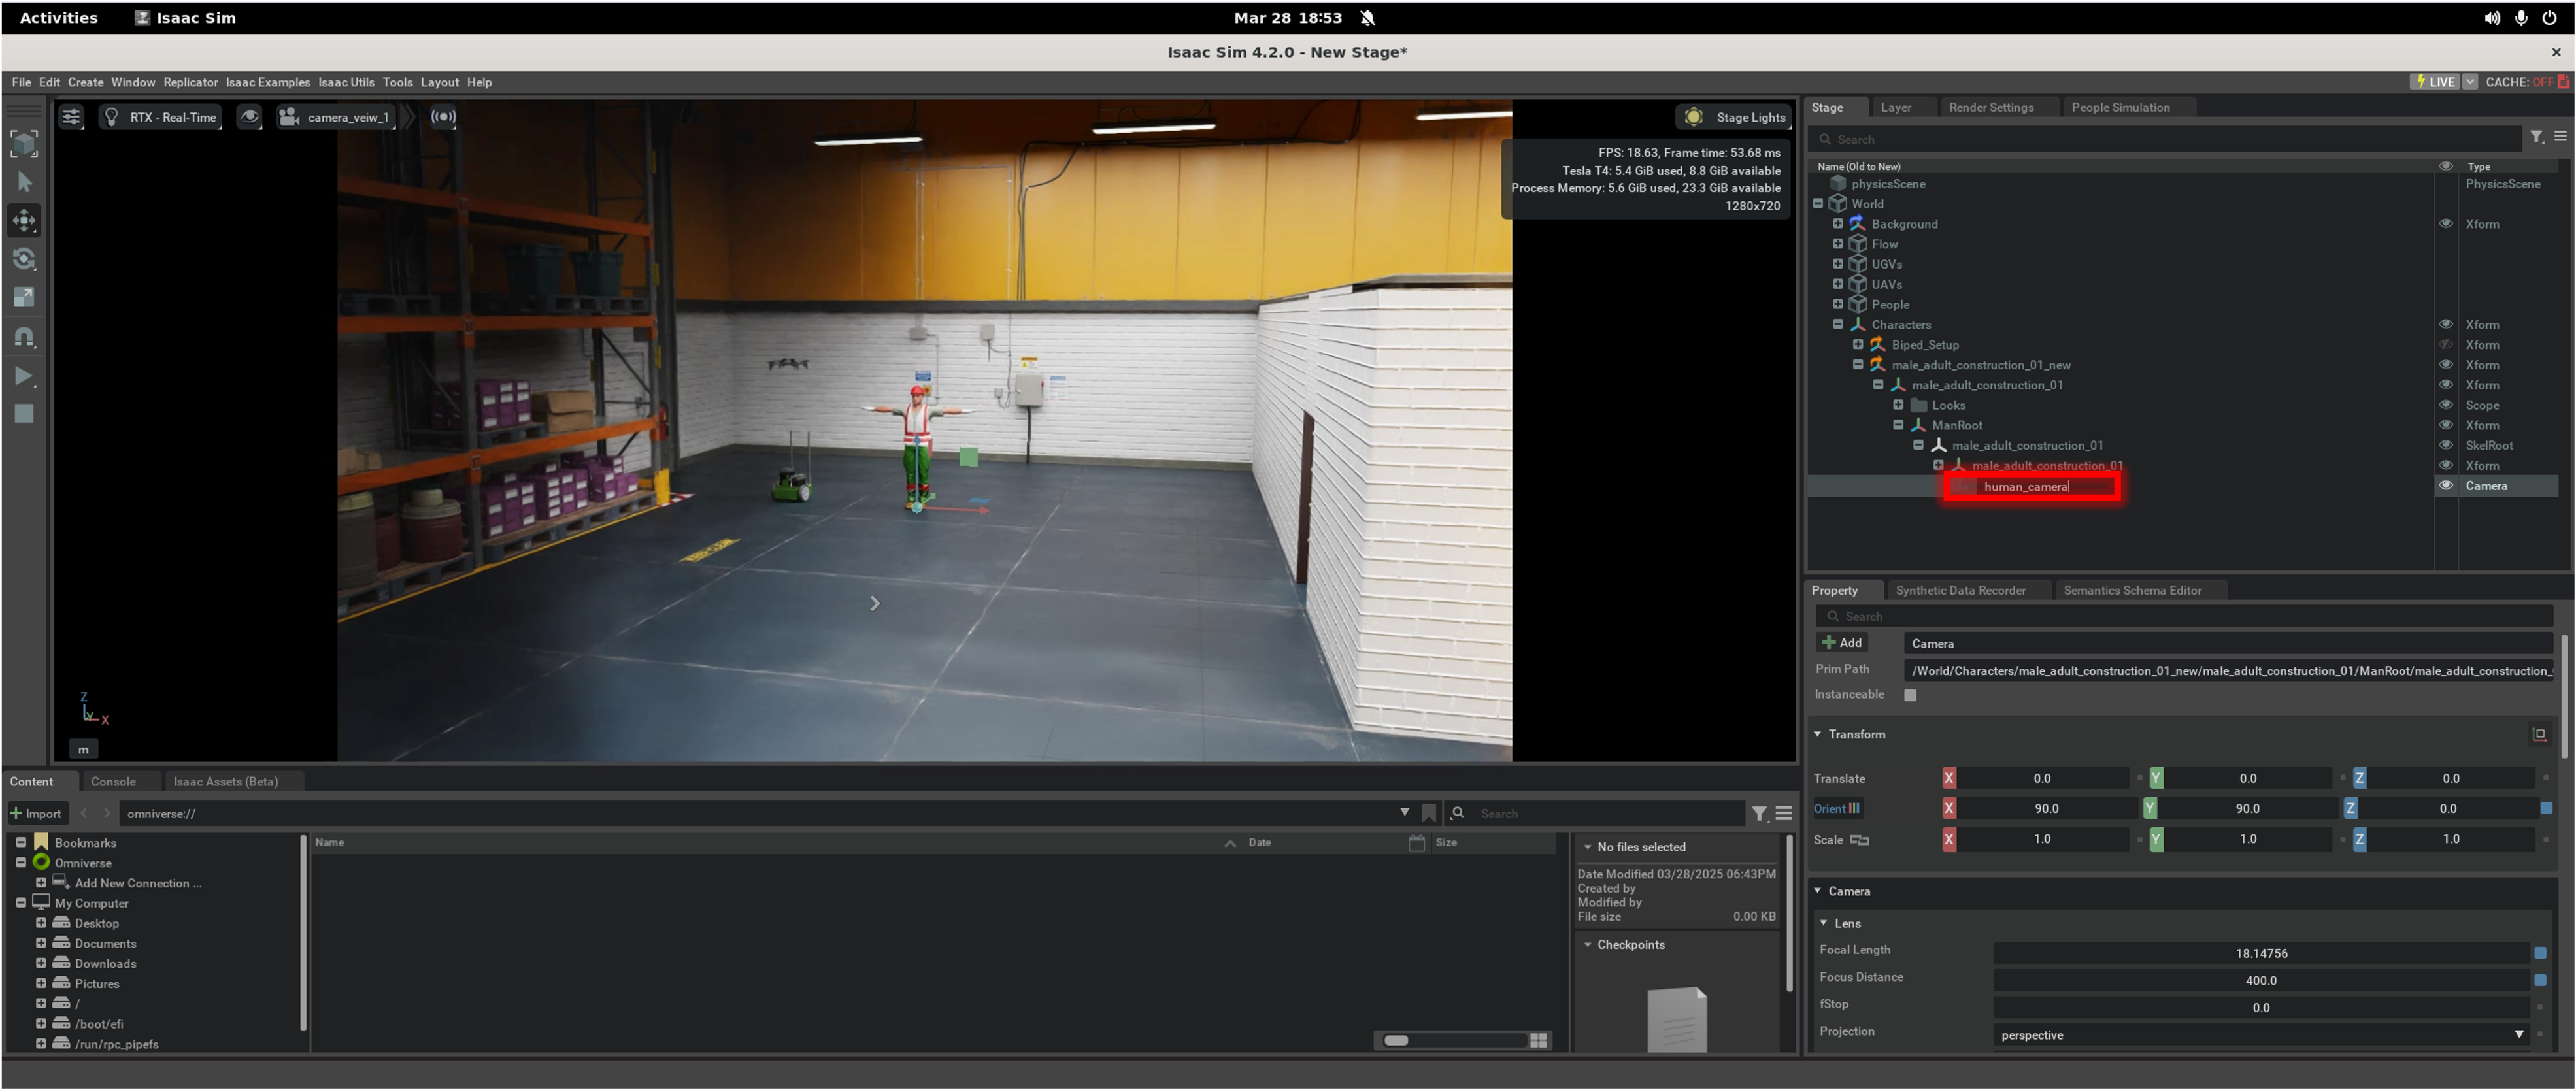 Activities Isaac Sim Mar 28 18:53
Isaac Sim 4.2.0 - New Stage*
File Edit Create Window Replicator Isaac Examples Isaac Utils Tools Layout Help LIVE CACHE: OFF
RTX - Real-Time camera_veiw_1 Stage Lights
FPS: 18.63, Frame time: 53.68 ms
Tesla T4: 5.4 GiB used, 8.8 GiB available
Process Memory: 5.6 GiB used, 23.3 GiB available
1280x720
Z
Y X
m
Stage Layer Render Settings People Simulation
Search
Name (Old to New) Type
physicsScene PhysicsScene
World
Background Xform
Flow
UGVs
UAVs
People
Characters Xform
Biped_Setup Xform
male_adult_construction_01_new Xform
male_adult_construction_01 Xform
Looks Scope
ManRoot Xform
male_adult_construction_01 SkelRoot
male_adult_construction_01 Xform
human_camera Camera
Property Synthetic Data Recorder Semantics Schema Editor
Search
Add Camera
Prim Path /World/Characters/male_adult_construction_01_new/male_adult_construction_01/ManRoot/male_adult_construction_
Instanceable
Transform
Translate X 0.0 Y 0.0 Z 0.0
Orient X 90.0 Y 90.0 Z 0.0
Scale X 1.0 Y 1.0 Z 1.0
Camera
Lens
Focal Length 18.14756
Focus Distance 400.0
fStop 0.0
Projection perspective
Content Console Isaac Assets (Beta)
Import omniverse:// Search
Bookmarks
Omniverse
Add New Connection ...
My Computer
Desktop
Documents
Downloads
Pictures
/
/boot/efi
/run/rpc_pipefs
Name Date Size
No files selected
Date Modified 03/28/2025 06:43PM
Created by
Modified by
File size 0.00 KB
Checkpoints